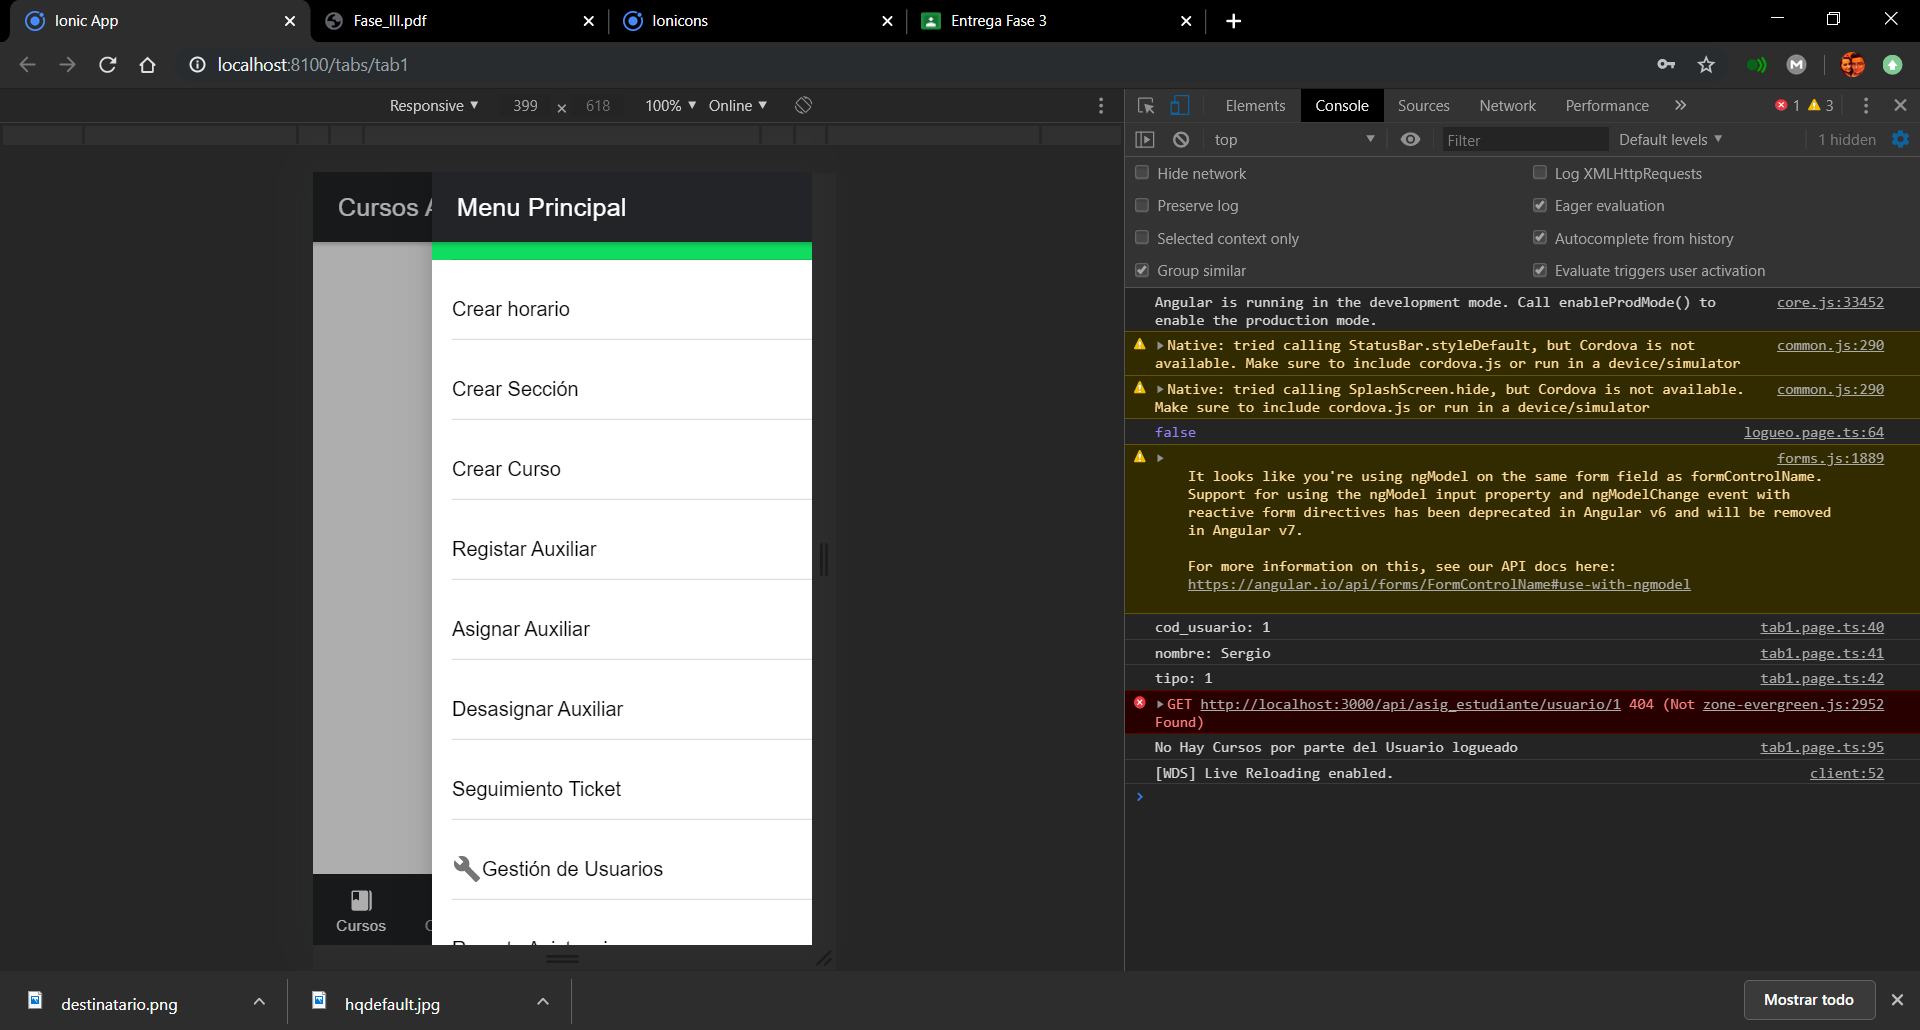 Ionic App
Fase_III.pdf
Ionicons
Entrega Fase 3
localhost:8100/tabs/tab1
M
Responsive ▼ 399 × 618 100% ▼ Online ▼
Elements Console Sources Network Performance » 1 3
top Filter Default levels ▼ 1 hidden
Hide network
Log XMLHttpRequests
Preserve log
Eager evaluation
Selected context only
Autocomplete from history
Group similar
Evaluate triggers user activation
Cursos
Menu Principal
Crear horario
Crear Sección
Crear Curso
Registar Auxiliar
Asignar Auxiliar
Desasignar Auxiliar
Seguimiento Ticket
Gestión de Usuarios
Cursos
Angular is running in the development mode. Call enableProdMode() to core.js:33452
enable the production mode.
Native: tried calling StatusBar.styleDefault, but Cordova is not common.js:290
available. Make sure to include cordova.js or run in a device/simulator
Native: tried calling SplashScreen.hide, but Cordova is not available. common.js:290
Make sure to include cordova.js or run in a device/simulator
false logueo.page.ts:64
forms.js:1889
It looks like you're using ngModel on the same form field as formControlName.
Support for using the ngModel input property and ngModelChange event with
reactive form directives has been deprecated in Angular v6 and will be removed
in Angular v7.
For more information on this, see our API docs here:
https://angular.io/api/forms/FormControlName#use-with-ngmodel
cod_usuario: 1 tab1.page.ts:40
nombre: Sergio tab1.page.ts:41
tipo: 1 tab1.page.ts:42
GET http://localhost:3000/api/asig_estudiante/usuario/1 404 (Not zone-evergreen.js:2952
Found)
No Hay Cursos por parte del Usuario logueado tab1.page.ts:95
[WDS] Live Reloading enabled. client:52
destinatario.png
hqdefault.jpg
Mostrar todo